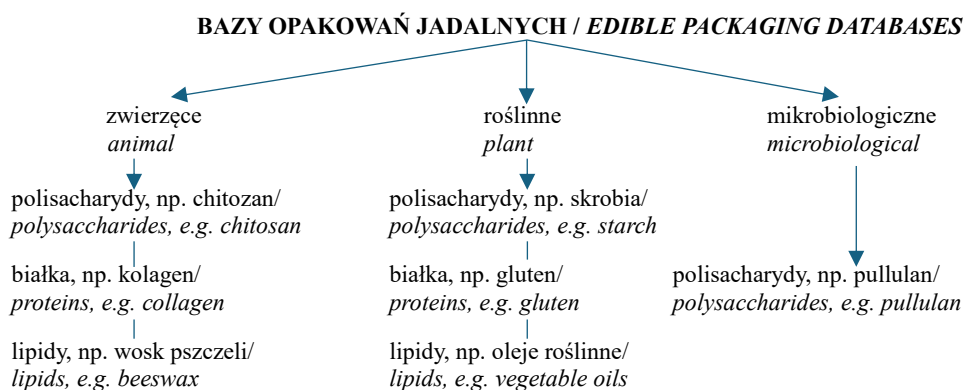 BAZY OPAKOWAŃ JADALNYCH / EDIBLE PACKAGING DATABASES
zwierzęce
animal
polisacharydy, np. chitozan/
polysaccharides, e.g. chitosan
białka, np. kolagen/
proteins, e.g. collagen
lipidy, np. wosk pszczeli/
lipids, e.g. beeswax
roślinne
plant
polisacharydy, np. skrobia/
polysaccharides, e.g. starch
białka, np. gluten/
proteins, e.g. gluten
lipidy, np. oleje roślinne/
lipids, e.g. vegetable oils
mikrobiologiczne
microbiological
polisacharydy, np. pullulan/
polysaccharides, e.g. pullulan